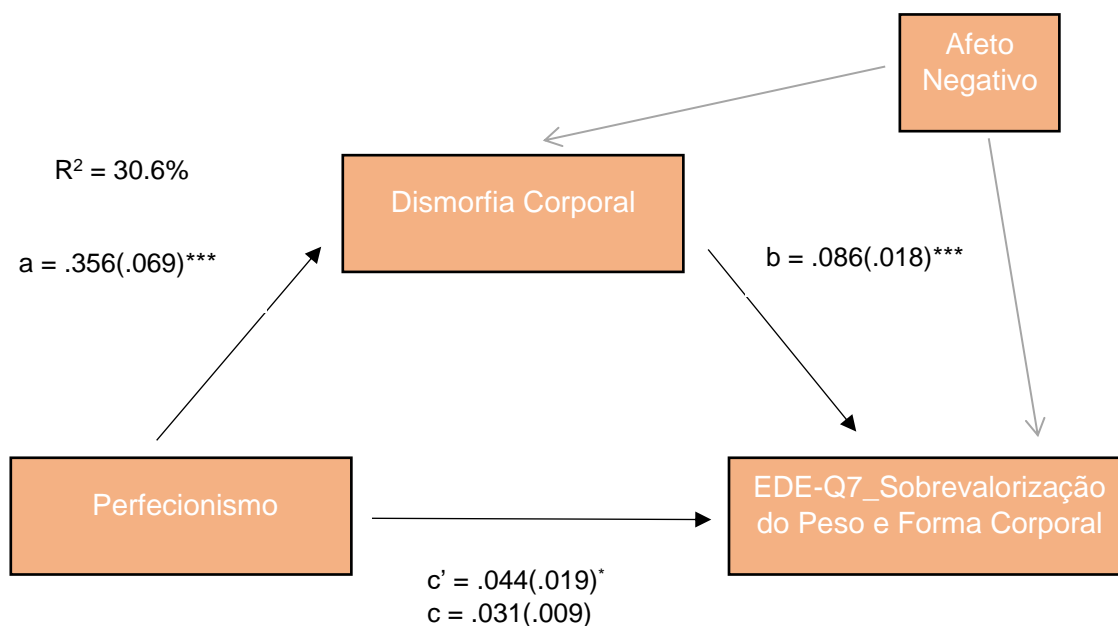 Afeto
Negativo
R² = 30.6%
Dismorfia Corporal
a = .356(.069)***
b = .086(.018)***
Perfecionismo
EDE-Q7_Sobrevalorização
do Peso e Forma Corporal
c’ = .044(.019)*
c = .031(.009)